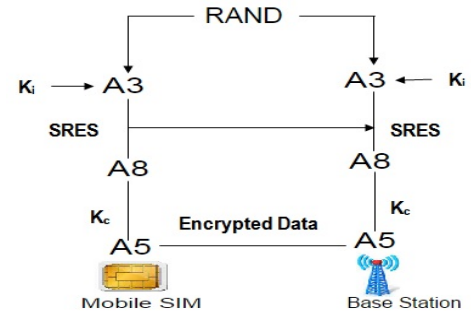 RAND
Ki A3 A3 Ki
SRES SRES
A8 A8
Kc Kc
Encrypted Data
A5 A5
Mobile SIM Base Station